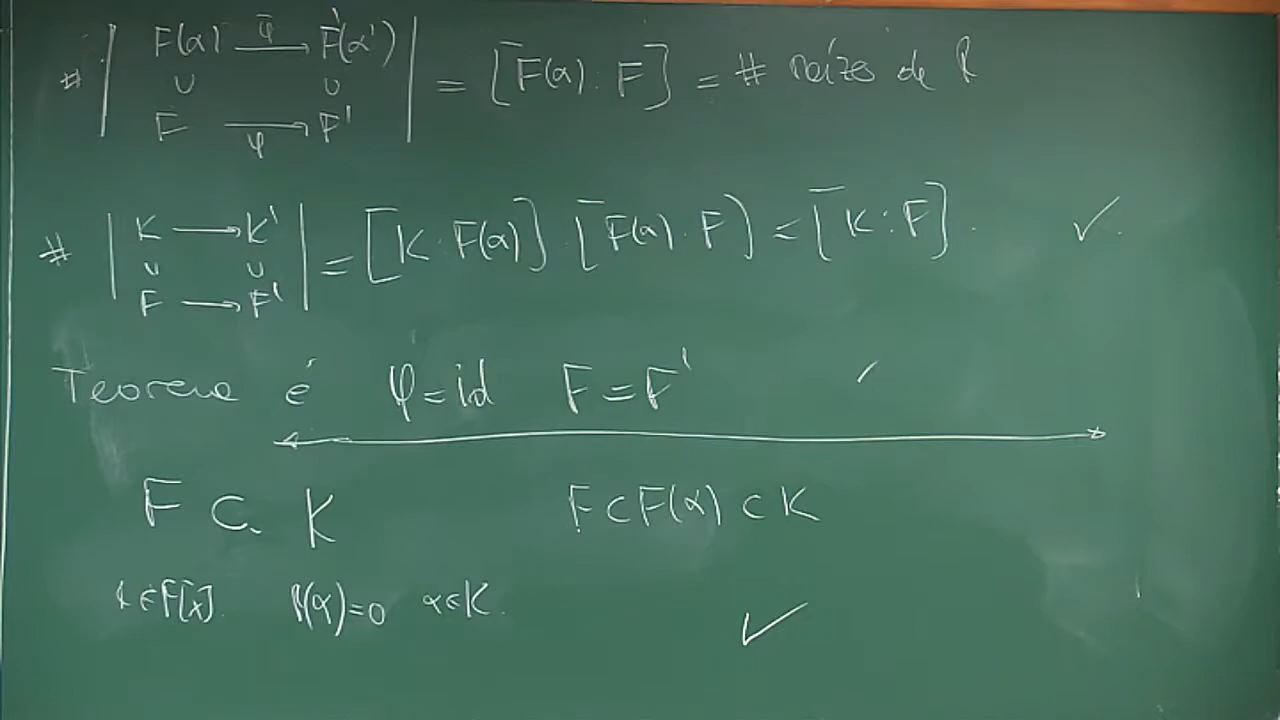 F(α) φ̄ F'(α')
# | ∪ ∪ | = [F(α) : F] = # raízes de P
F φ F'
K ⟶ K'
# | ∪ ∪ | = [K : F(α)] [F(α) : F] = [K : F]. ✓.
F ⟶ F'
Teorema é φ = id F = F'
F ⊂ K F ⊂ F(α) ⊂ K
∈ F[x]. P(α) = 0 α ∈ K. ✓